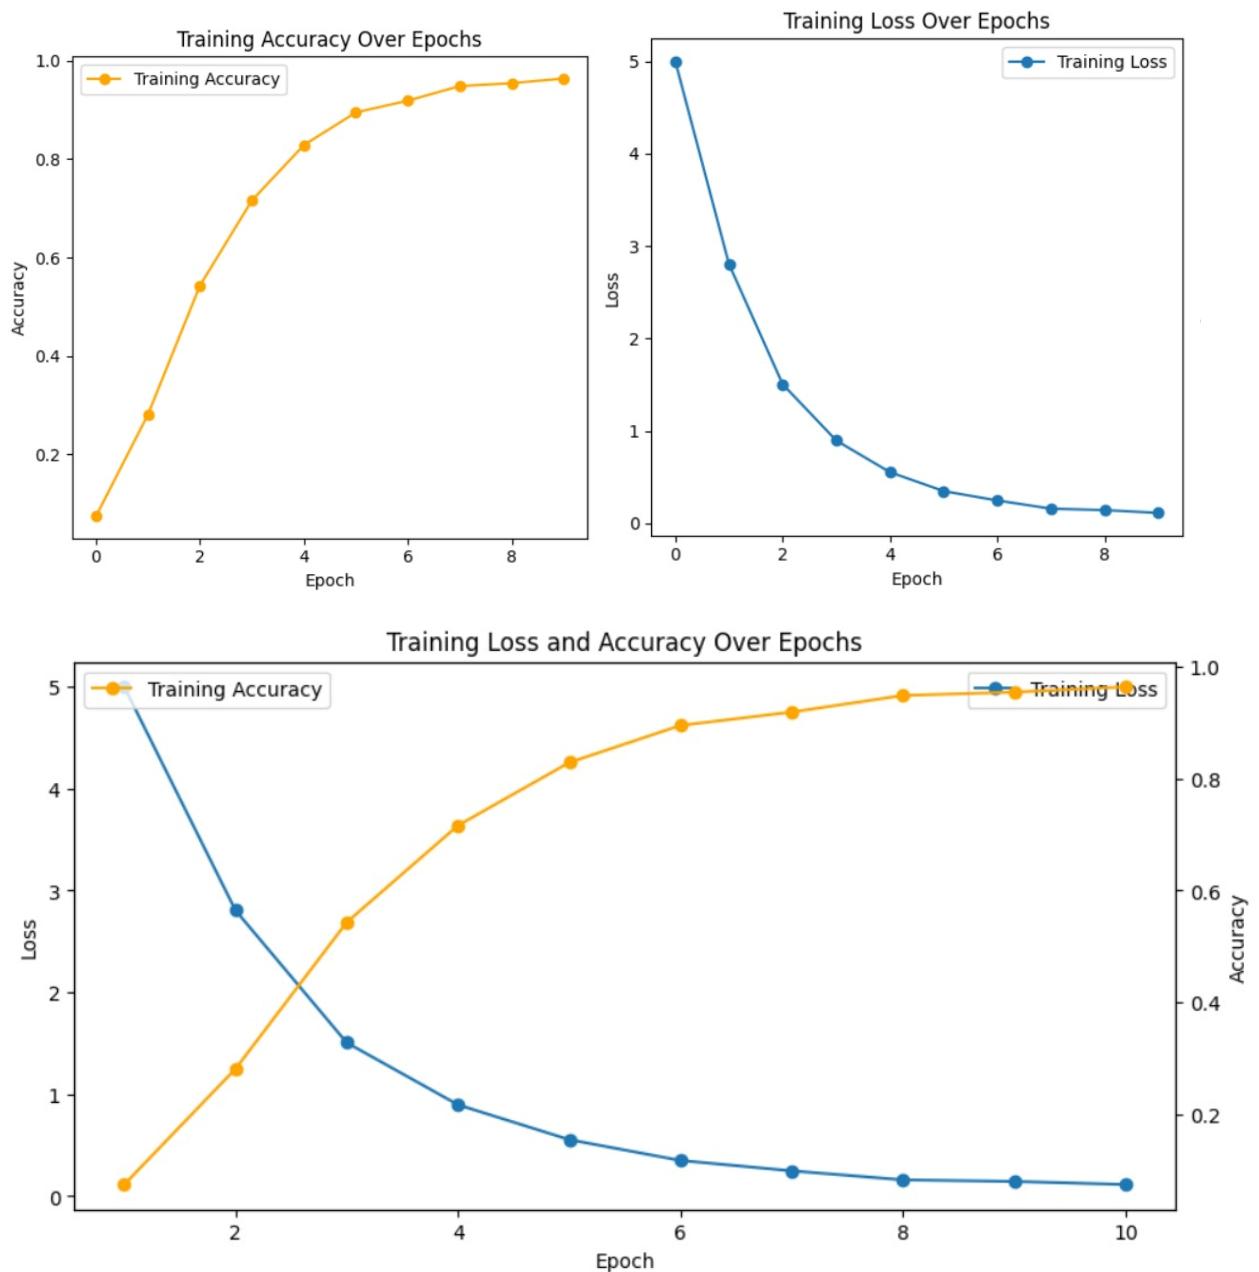 Training Accuracy Over Epochs
Training Accuracy
1.0
0.8
0.6
0.4
0.2
Accuracy
0 2 4 6 8
Epoch
Training Loss Over Epochs
Training Loss
5
4
3
2
1
0
Loss
0 2 4 6 8
Epoch
Training Loss and Accuracy Over Epochs
Training Accuracy
Training Loss
5
4
3
2
1
0
Loss
1.0
0.8
0.6
0.4
0.2
Accuracy
2 4 6 8 10
Epoch